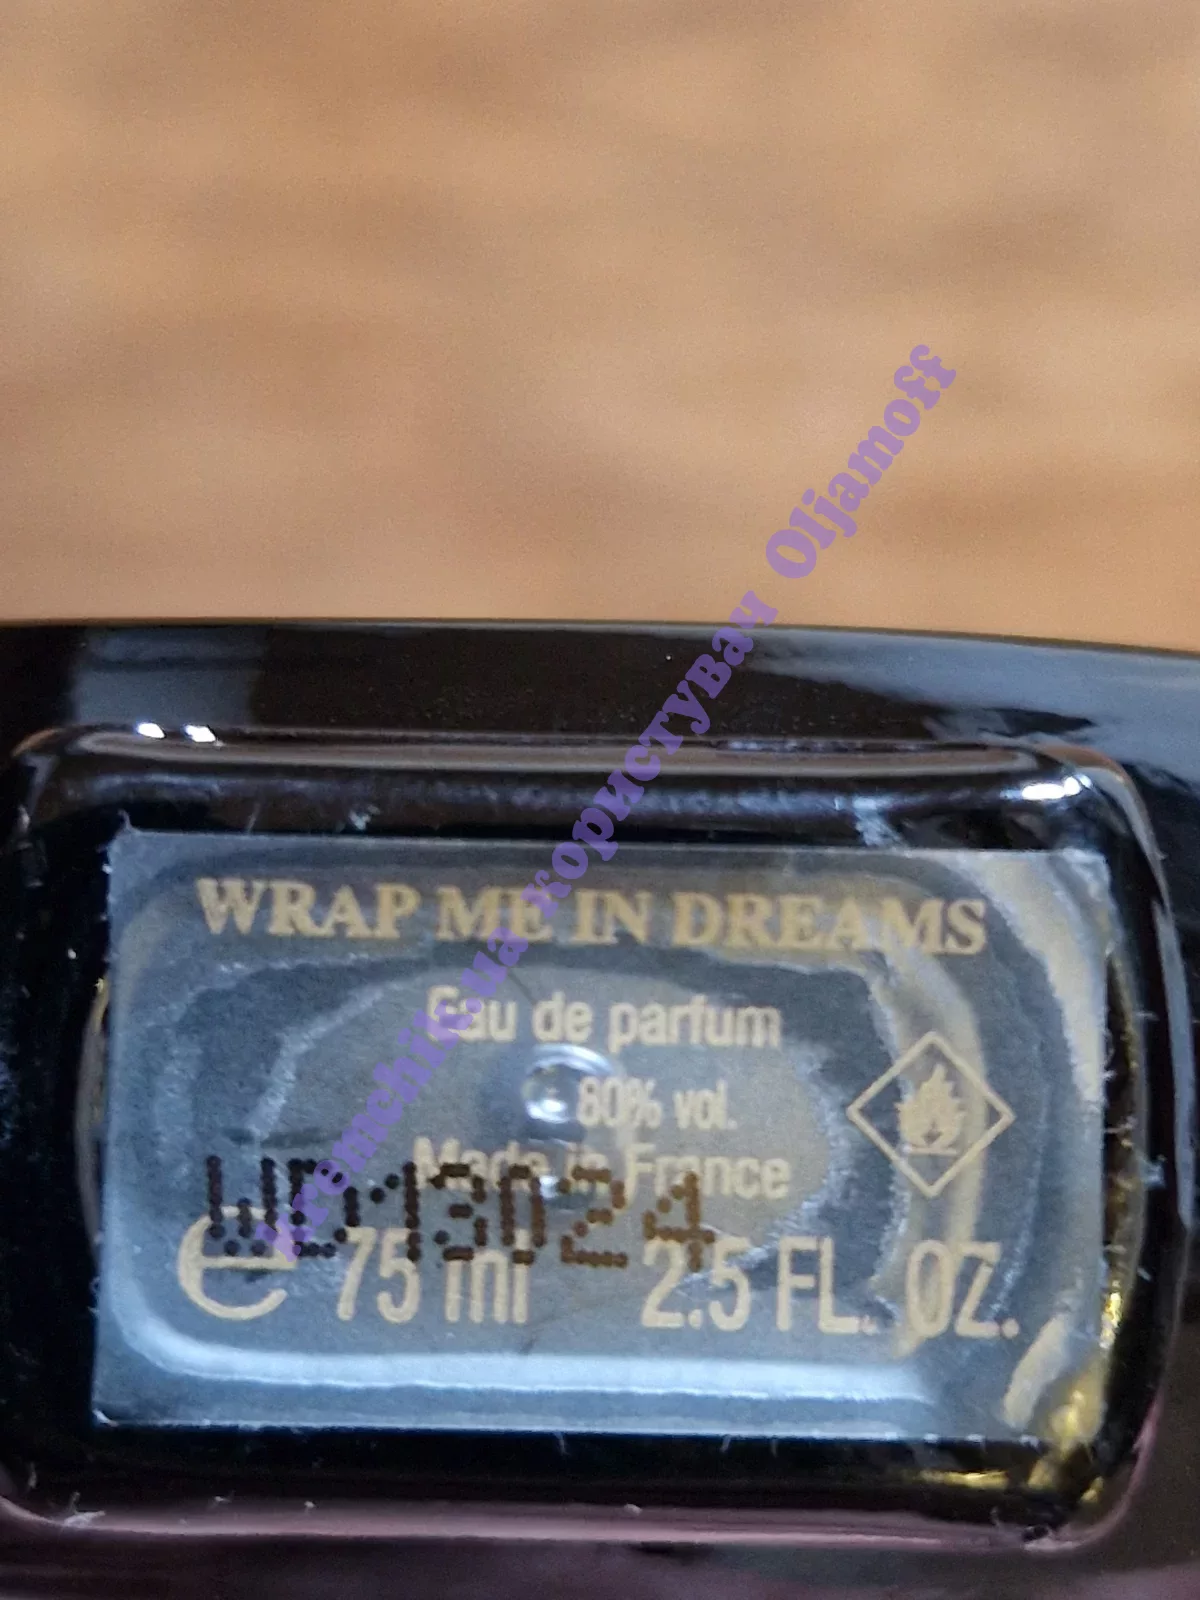 WRAP ME IN DREAMS
Eau de parfum
80% vol.
Made in France
℮ 75 ml 2.5 FL. OZ.
kremchik.ua користувач Oljamoff